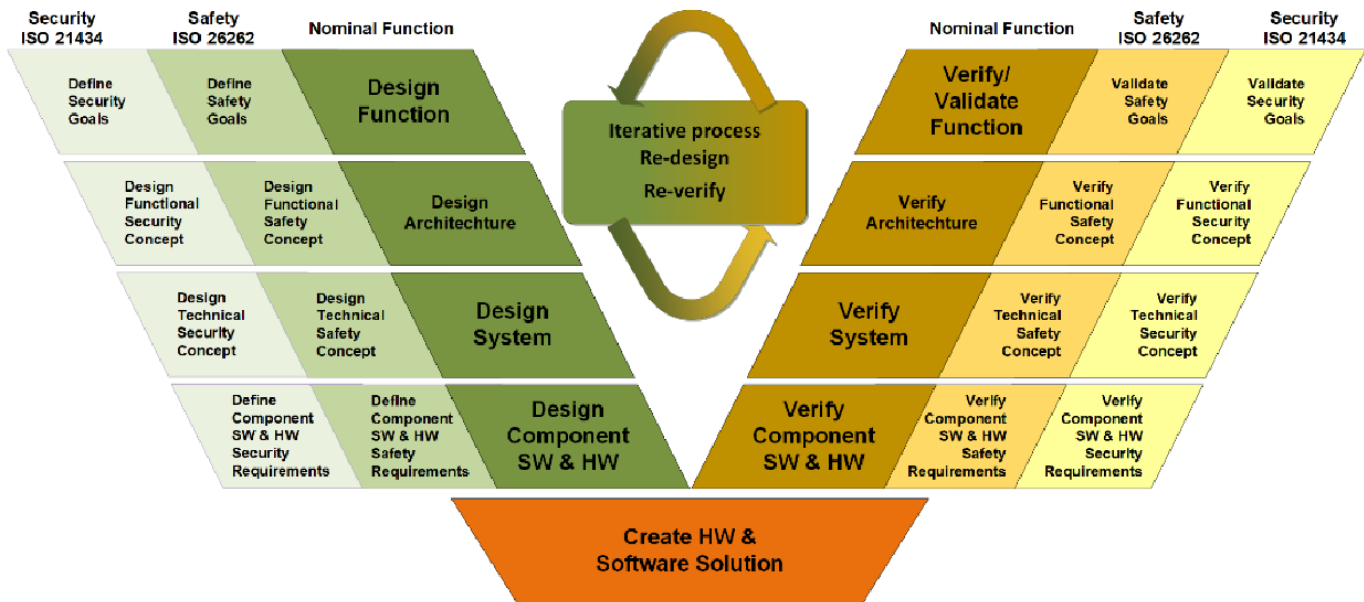 Security
ISO 21434
Safety
ISO 26262
Nominal Function
Define
Security
Goals
Define
Safety
Goals
Design
Function
Design
Functional
Security
Concept
Design
Functional
Safety
Concept
Design
Architechture
Design
Technical
Security
Concept
Design
Technical
Safety
Concept
Design
System
Define
Component
SW & HW
Security
Requirements
Define
Component
SW & HW
Safety
Requirements
Design
Component
SW & HW
Iterative process
Re-design
Re-verify
Nominal Function
Safety
ISO 26262
Security
ISO 21434
Verify/
Validate
Function
Validate
Safety
Goals
Validate
Security
Goals
Verify
Architechture
Verify
Functional
Safety
Concept
Verify
Functional
Security
Concept
Verify
System
Verify
Technical
Safety
Concept
Verify
Technical
Security
Concept
Verify
Component
SW & HW
Verify
Component
SW & HW
Safety
Requirements
Verify
Component
SW & HW
Security
Requirements
Create HW &
Software Solution